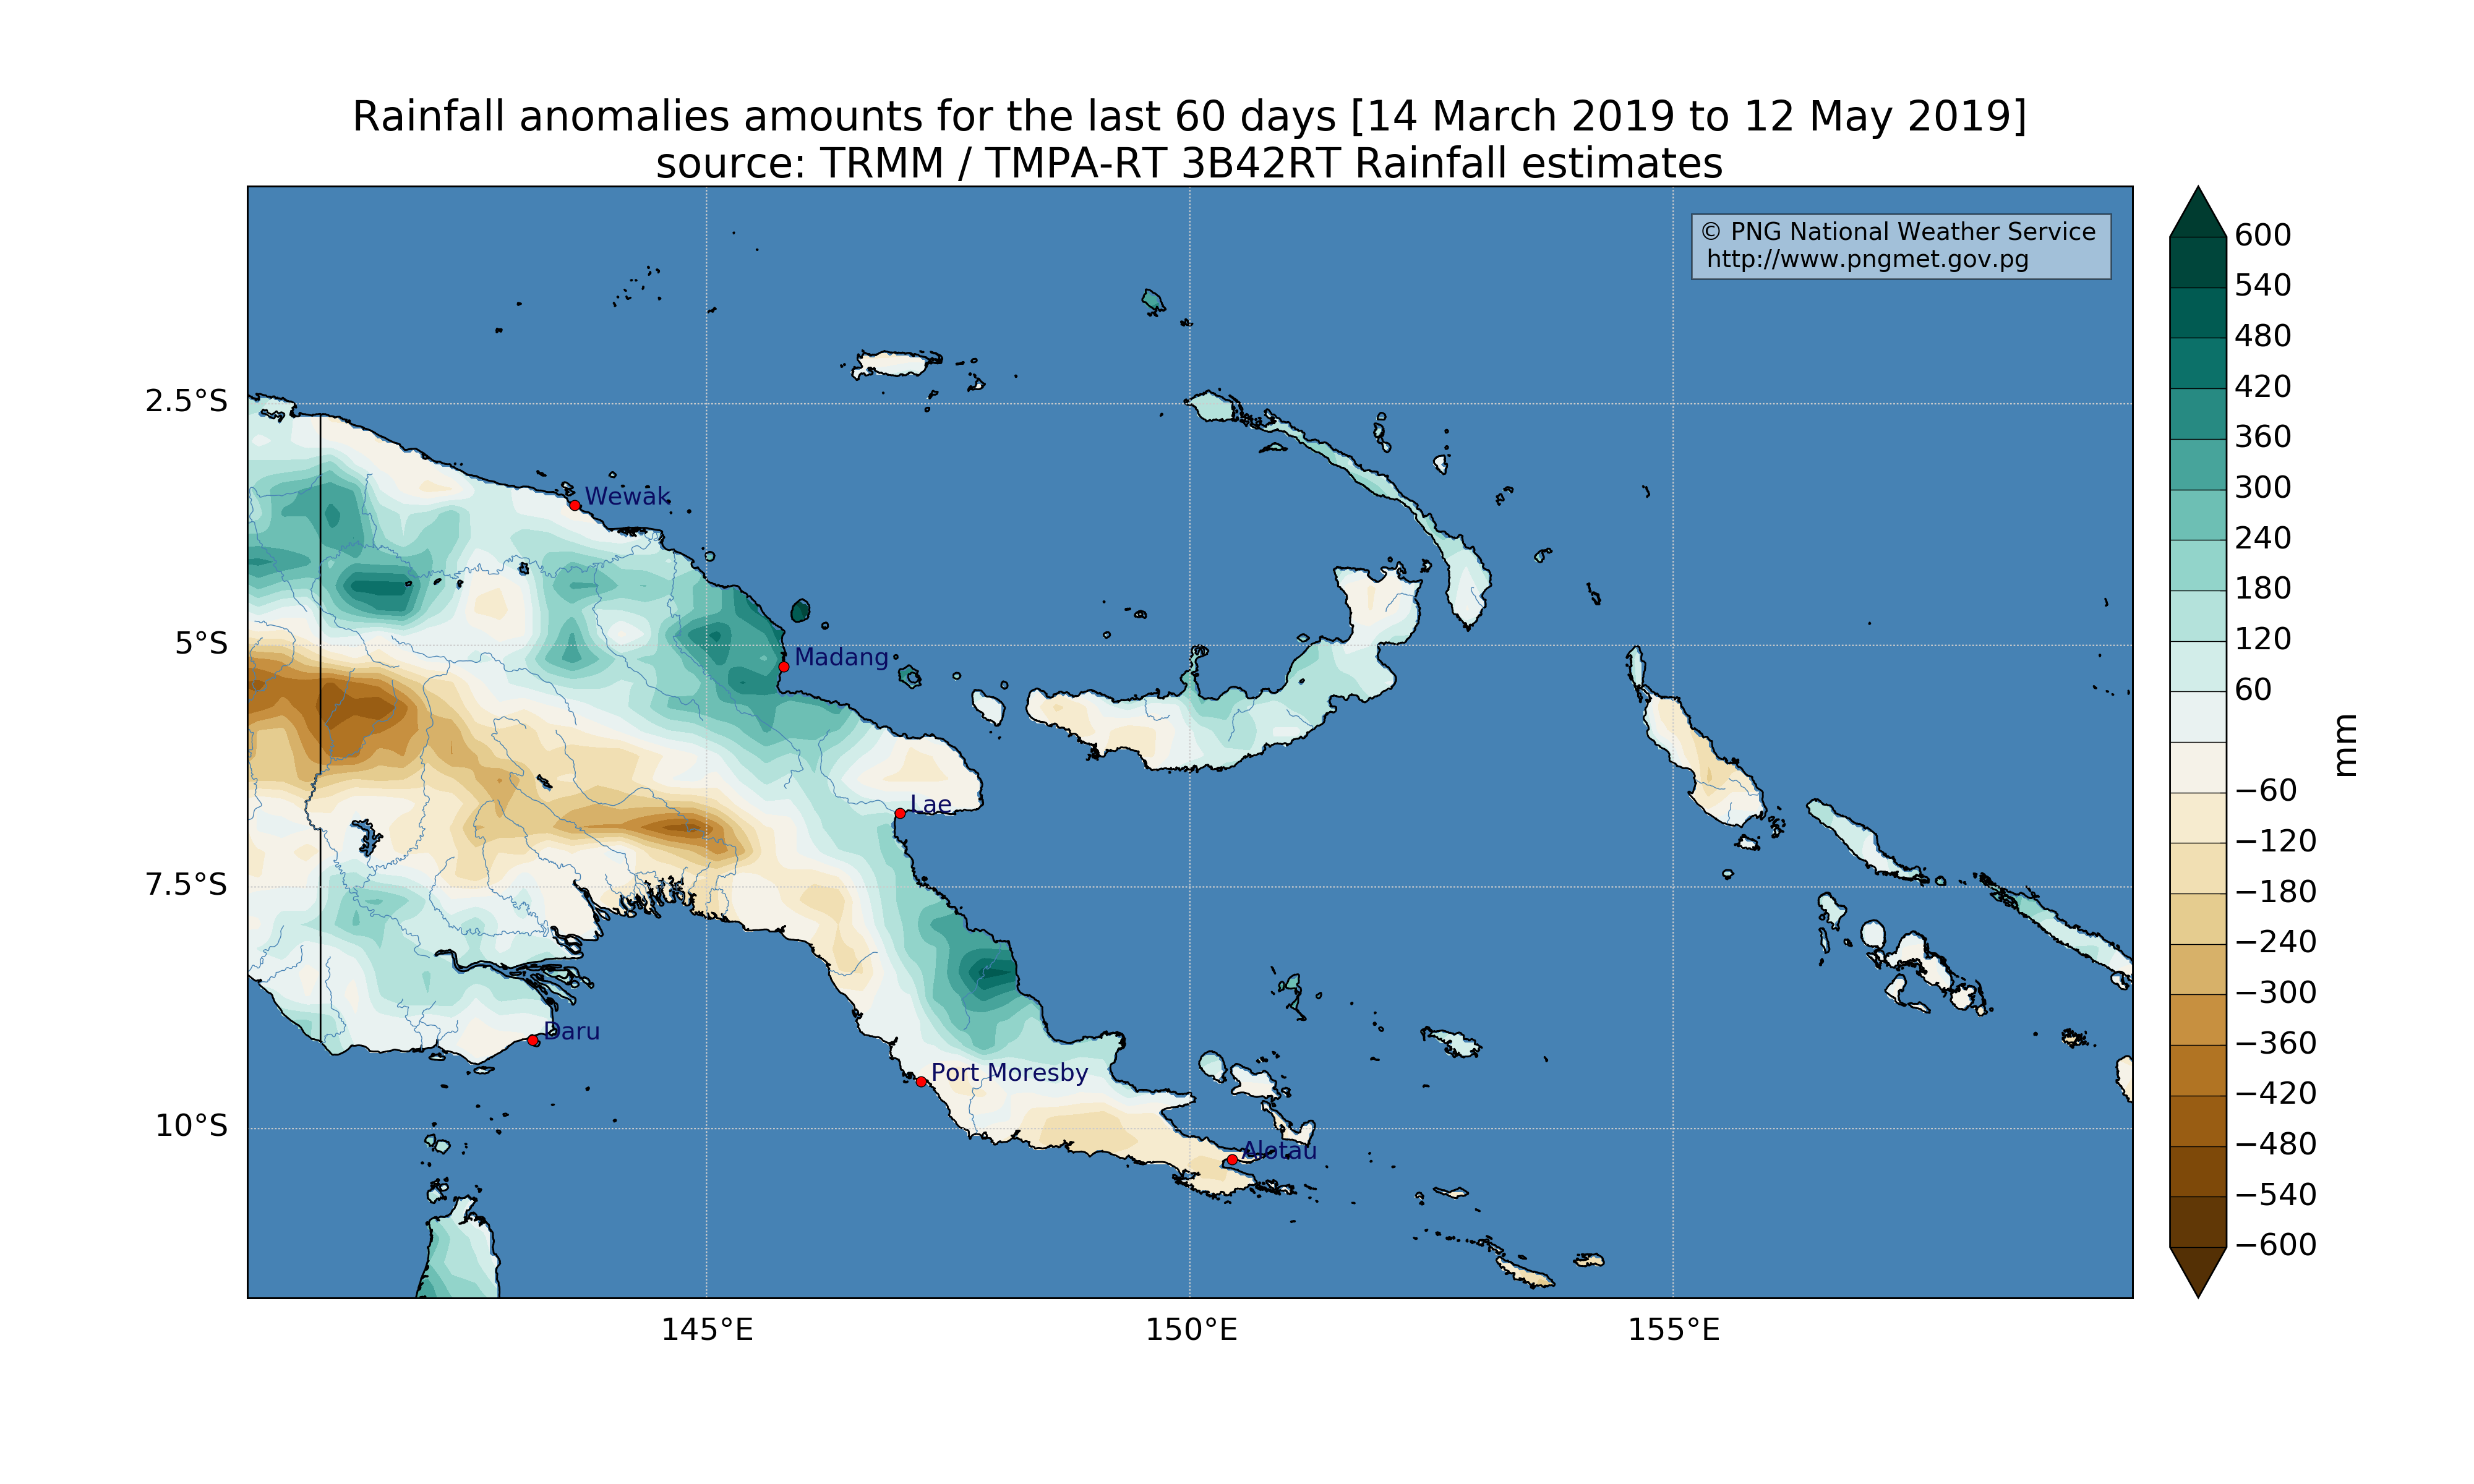 Rainfall anomalies amounts for the last 60 days [14 March 2019 to 12 May 2019]
source: TRMM / TMPA-RT 3B42RT Rainfall estimates
© PNG National Weather Service
http://www.pngmet.gov.pg
2.5°S
5°S
7.5°S
10°S
Wewak
Madang
Lae
Daru
Port Moresby
Alotau
145°E
150°E
155°E
600
540
480
420
360
300
240
180
120
60
−60
−120
−180
−240
−300
−360
−420
−480
−540
−600
mm